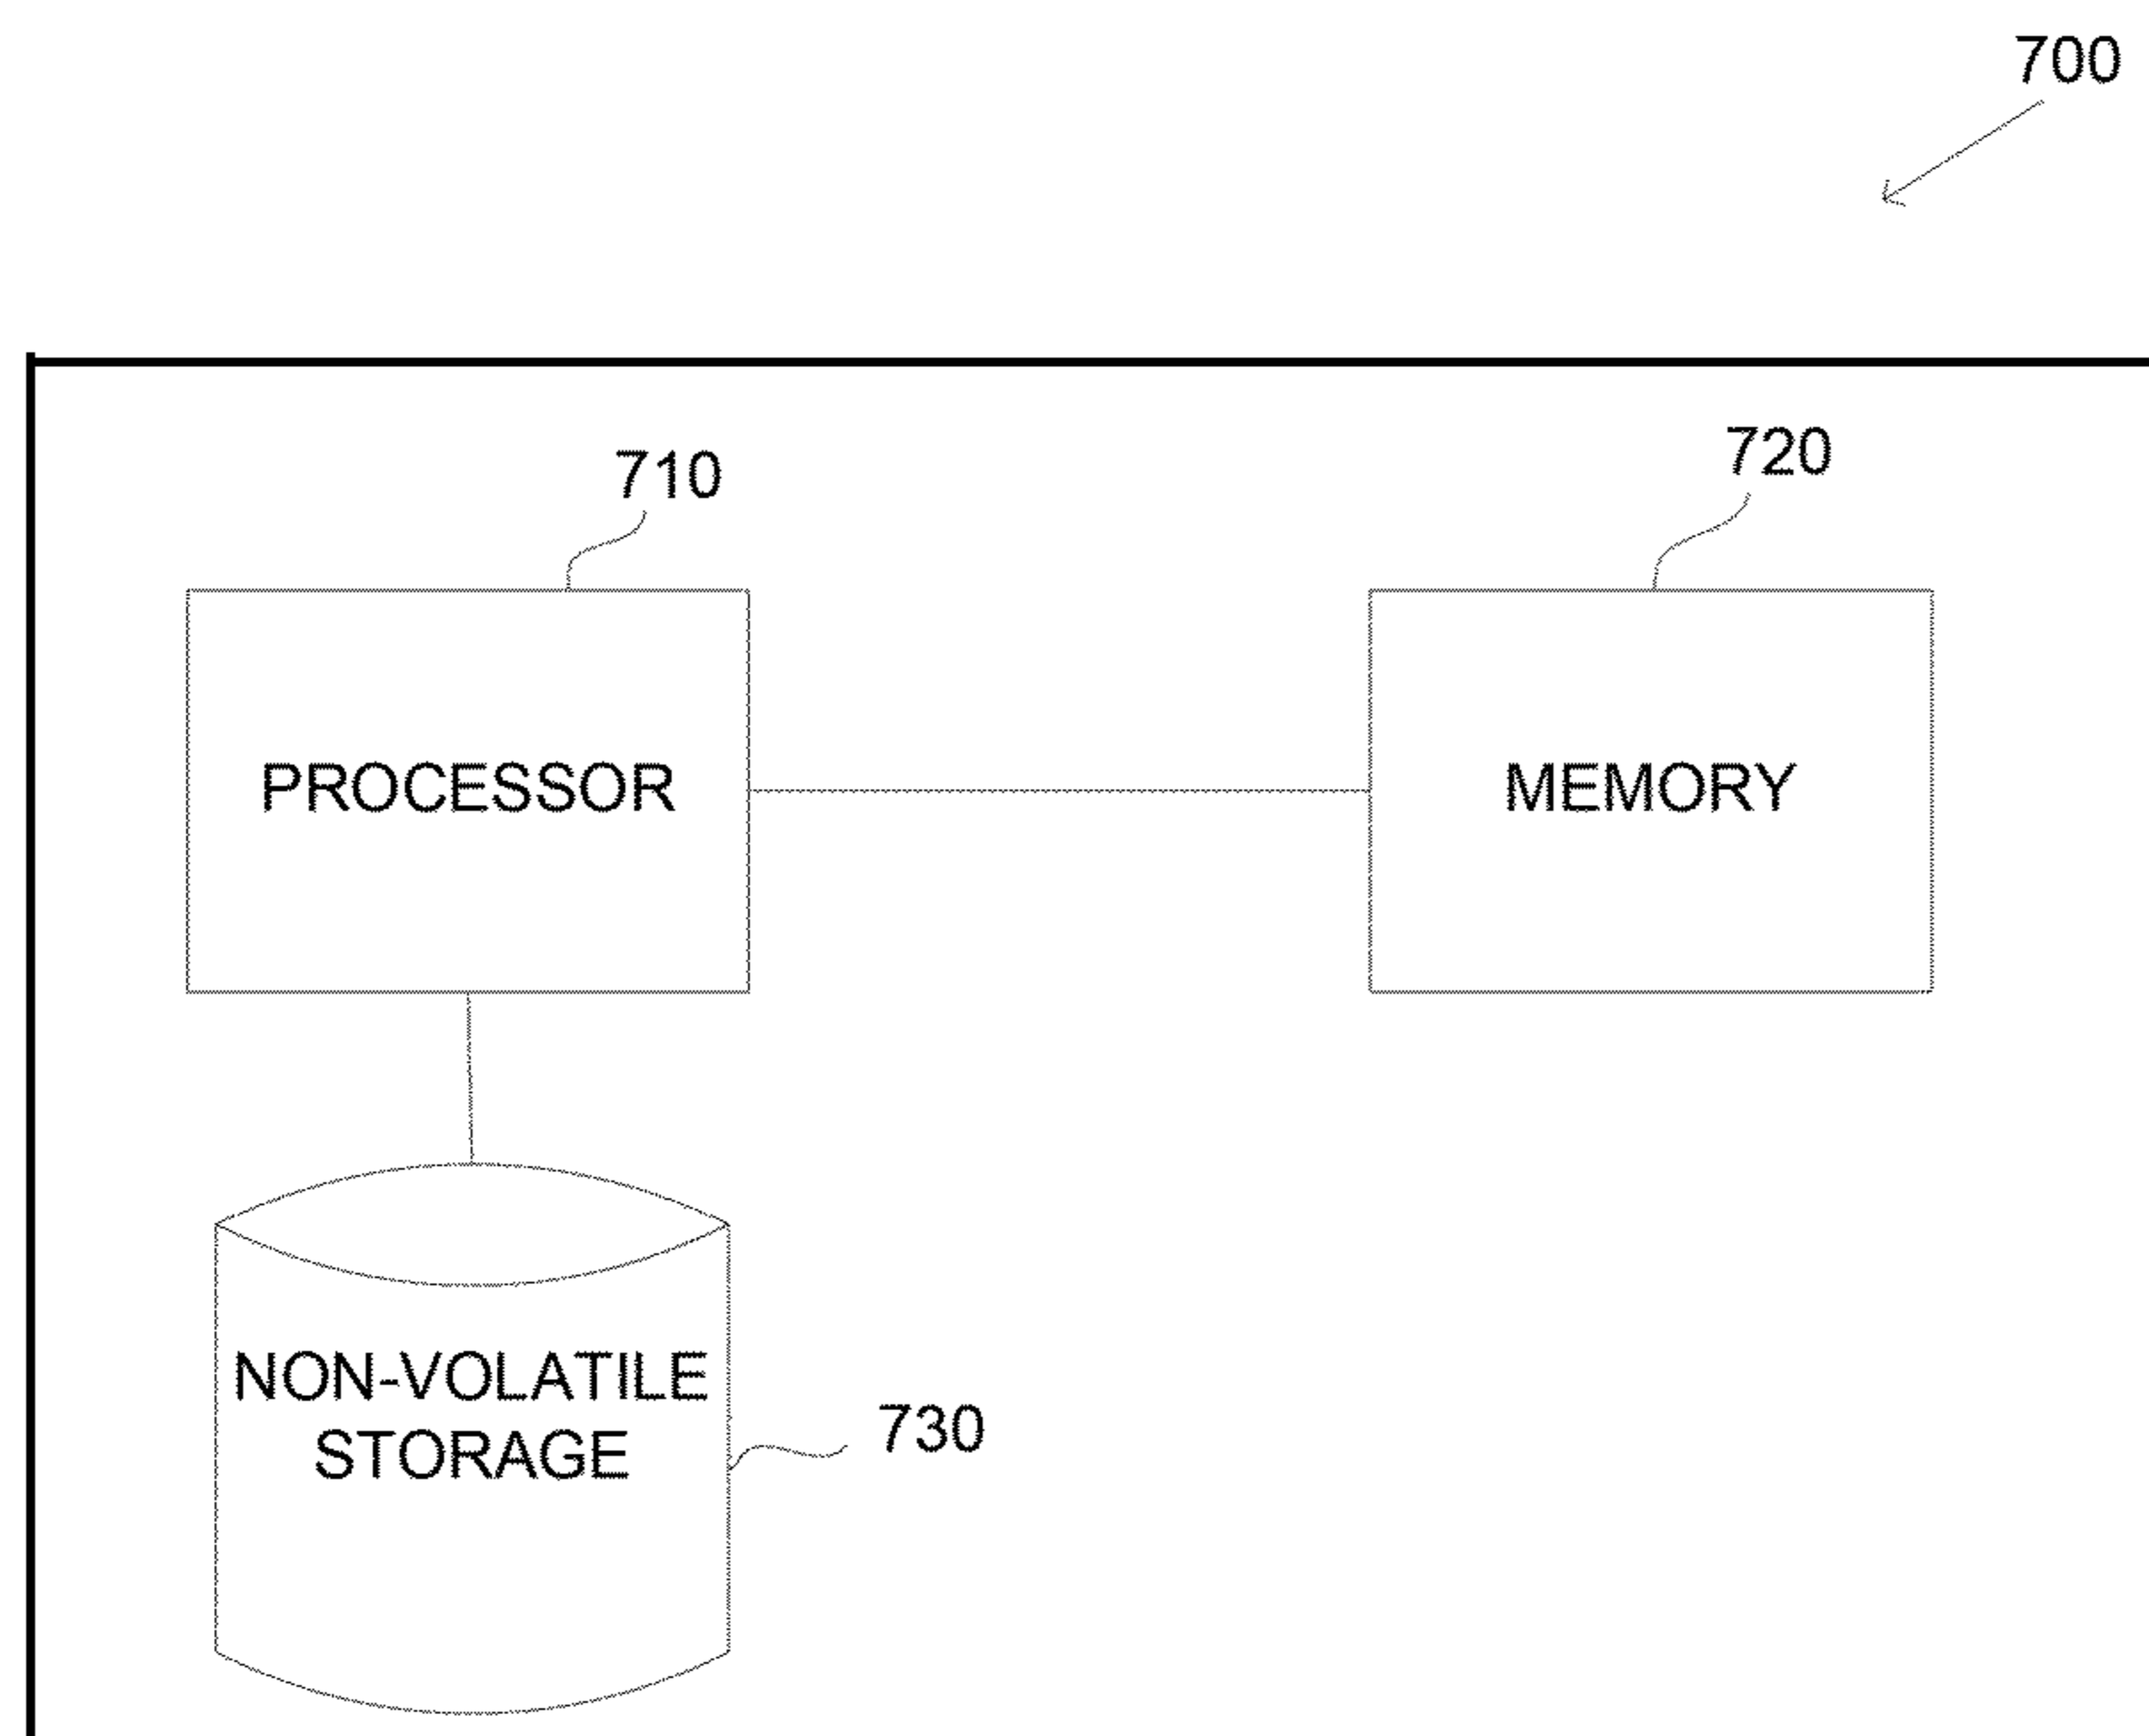 700
710
720
PROCESSOR
MEMORY
NON-VOLATILE
STORAGE
730